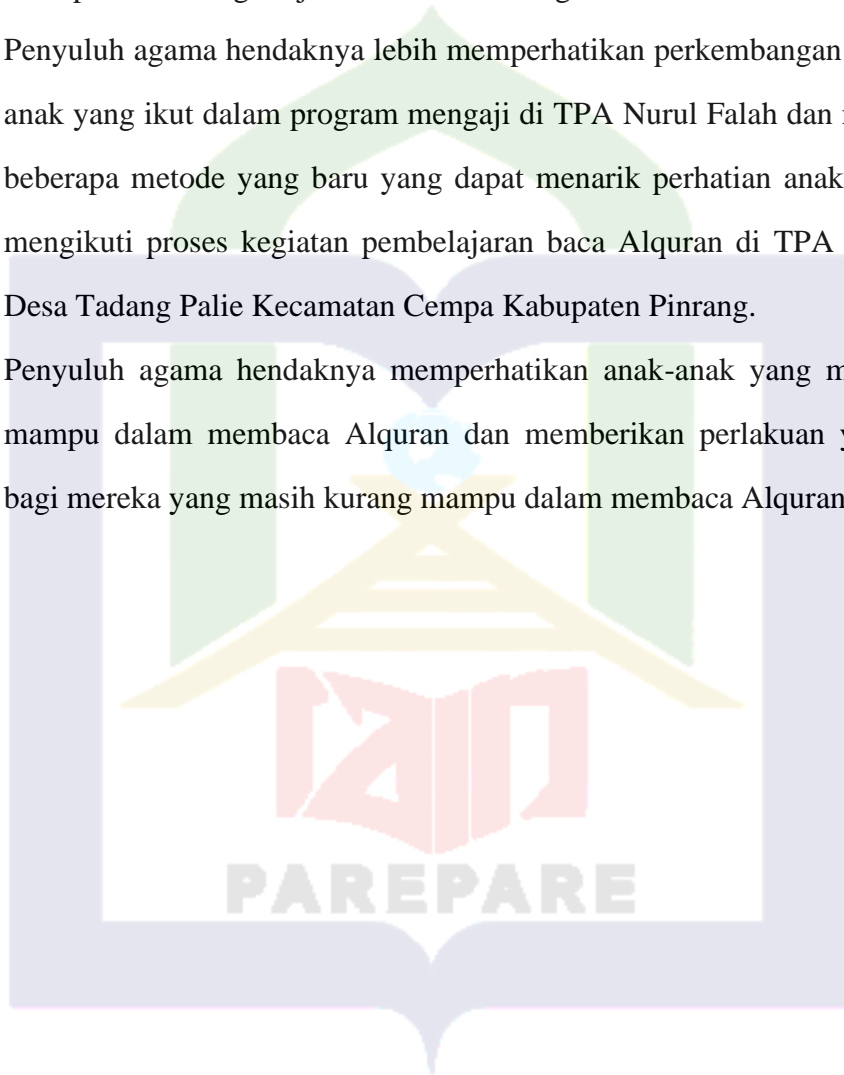 Penyuluh agama hendaknya lebih memperhatikan perkembangan
anak yang ikut dalam program mengaji di TPA Nurul Falah dan
beberapa metode yang baru yang dapat menarik perhatian anak
mengikuti proses kegiatan pembelajaran baca Alquran di TPA
Desa Tadang Palie Kecamatan Cempa Kabupaten Pinrang.
Penyuluh agama hendaknya memperhatikan anak-anak yang
mampu dalam membaca Alquran dan memberikan perlakuan
bagi mereka yang masih kurang mampu dalam membaca Alquran
iain
PAREPARE